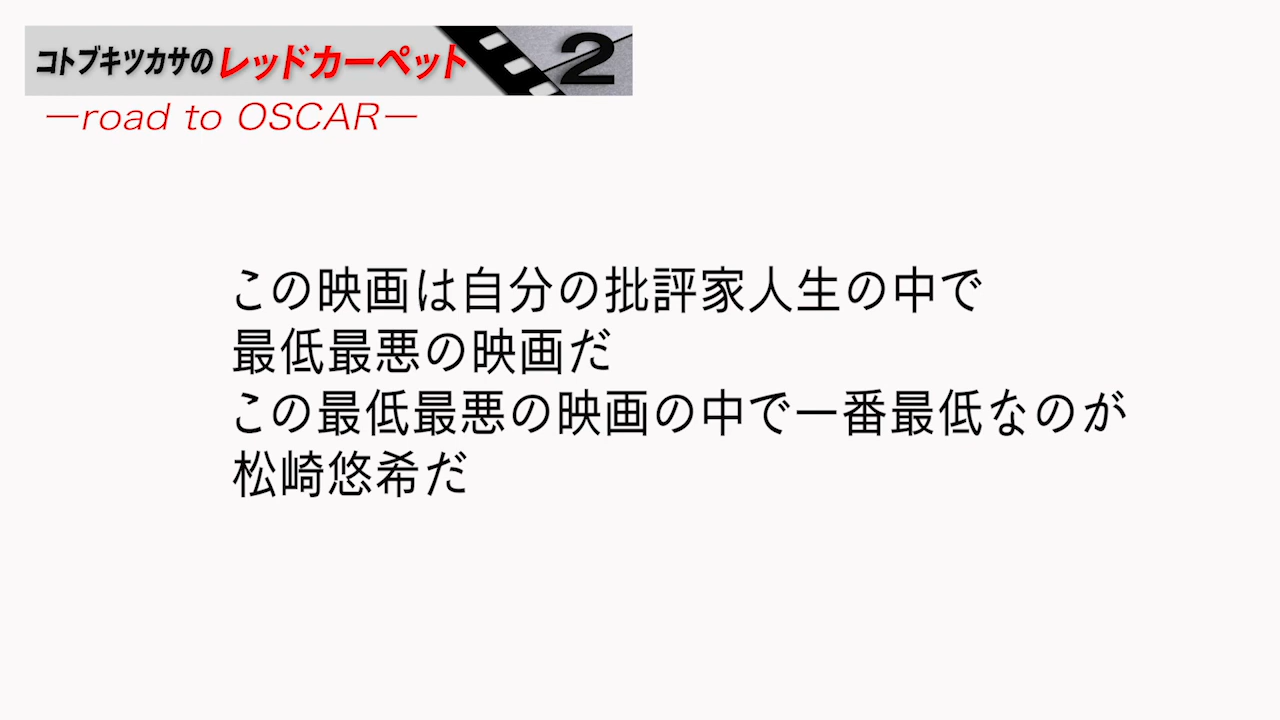 コトブキツカサのレッドカーペット2
―road to OSCAR―
この映画は自分の批評家人生の中で
最低最悪の映画だ
この最低最悪の映画の中で一番最低なのが
松崎悠希だ